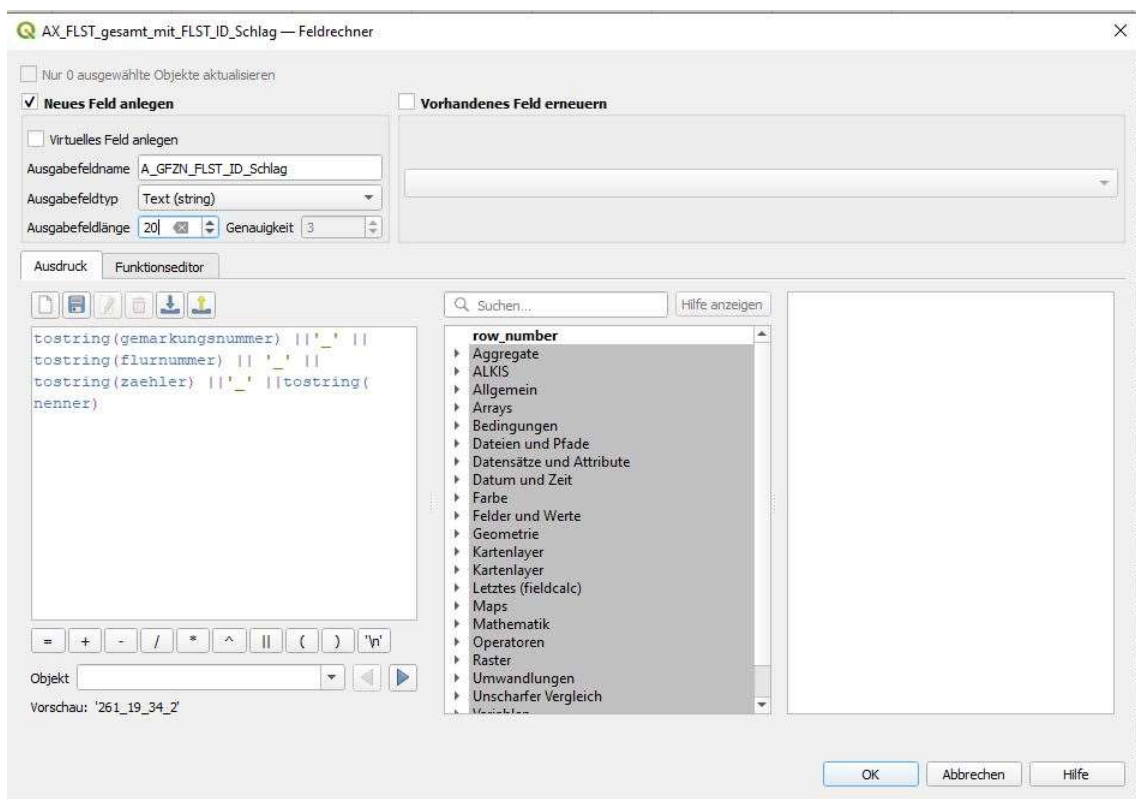 AX_FLST_gesamt_mit_FLST_ID_Schlag — Feldrechner
Nur 0 ausgewählte Objekte aktualisieren
Neues Feld anlegen
Vorhandenes Feld erneuern
Virtuelles Feld anlegen
Ausgabefeldname A_GFZN_FLST_ID_Schlag
Ausgabefeldtyp Text (string)
Ausgabefeldlänge 20 Genauigkeit 3
Ausdruck Funktionseditor
Suchen... Hilfe anzeigen
tostring(gemarkungsnummer) ||'_' ||
tostring(flurnummer) || '_' ||
tostring(zaehler) ||'_' ||tostring(
nenner)
row_number
Aggregate
ALKIS
Allgemein
Arrays
Bedingungen
Dateien und Pfade
Datensätze und Attribute
Datum und Zeit
Farbe
Felder und Werte
Geometrie
Kartenlayer
Kartenlayer
Letztes (fieldcalc)
Maps
Mathematik
Operatoren
Raster
Umwandlungen
Unscharfer Vergleich
= + - / * ^ || ( ) '\n'
Objekt
Vorschau: '261_19_34_2'
OK Abbrechen Hilfe